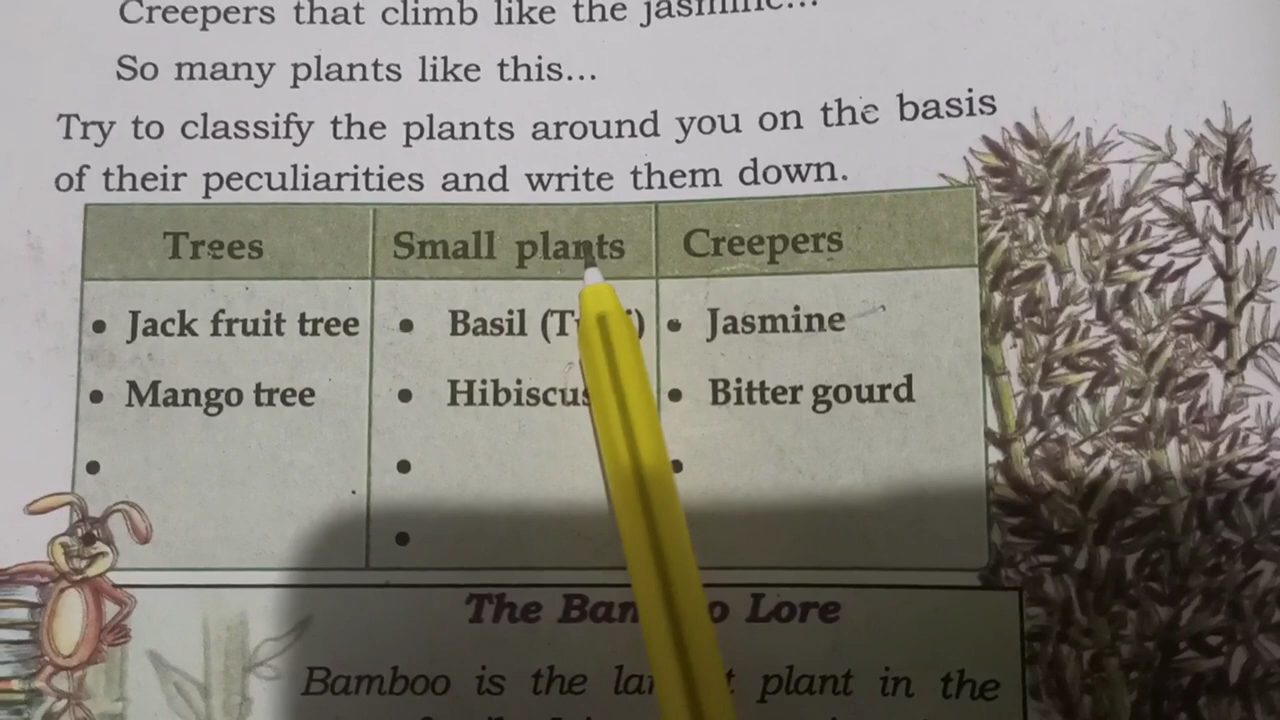 Creepers that climb like the jasmine...
So many plants like this...
Try to classify the plants around you on the basis
of their peculiarities and write them down.
Trees Small plants Creepers
• Jack fruit tree • Basil • Jasmine
• Mango tree • Hibiscus • Bitter gourd
• • •
•
The Lore
Bamboo is the plant in the